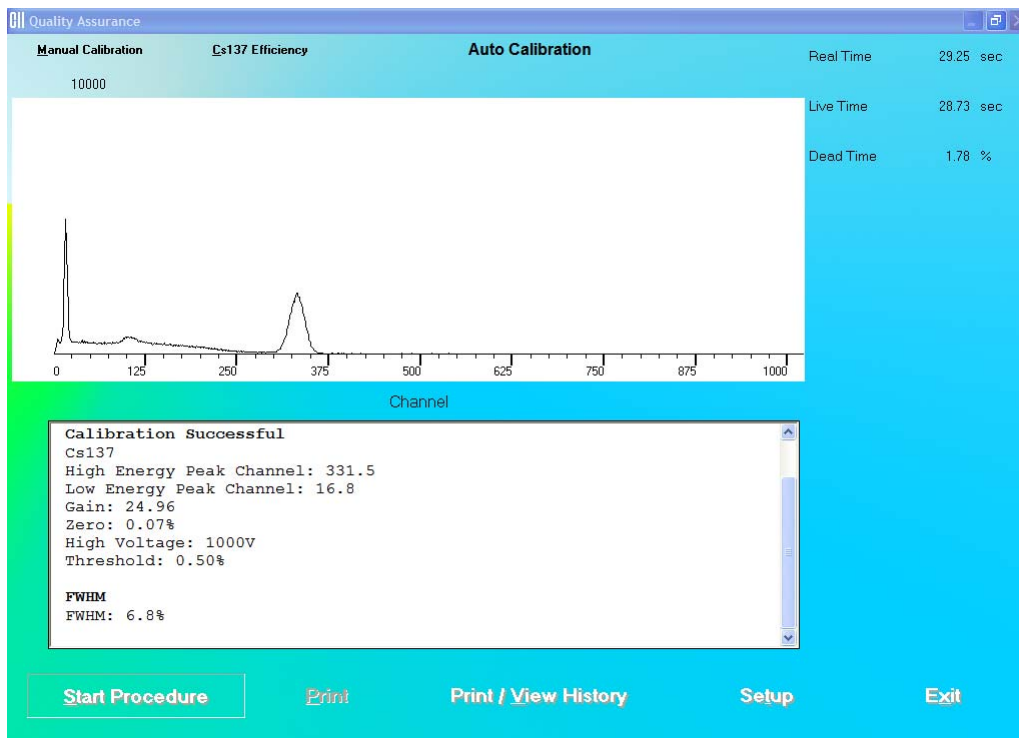 CII Quality Assurance
Manual Calibration Cs137 Efficiency Auto Calibration
Real Time 29.25 sec
10000
Live Time 28.73 sec
Dead Time 1.78 %
0 125 250 375 500 625 750 875 1000
Channel
Calibration Successful
Cs137
High Energy Peak Channel: 331.5
Low Energy Peak Channel: 16.8
Gain: 24.96
Zero: 0.07%
High Voltage: 1000V
Threshold: 0.50%
FWHM
FWHM: 6.8%
Start Procedure Print Print / View History Setup Exit